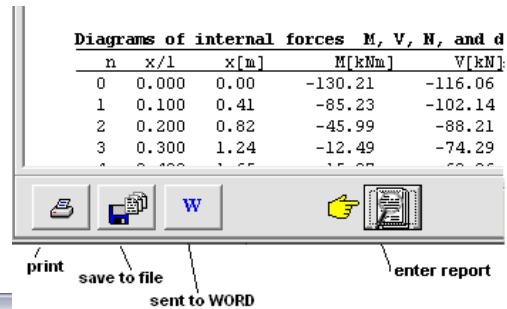 Diagrams of internal forces M, V, N, and d
n x/l x[m] M[kNm] V[kN]
0 0.000 0.00 -130.21 -116.06
1 0.100 0.41 -85.23 -102.14
2 0.200 0.82 -45.99 -88.21
3 0.300 1.24 -12.49 -74.29
W
print
save to file
sent to WORD
enter report